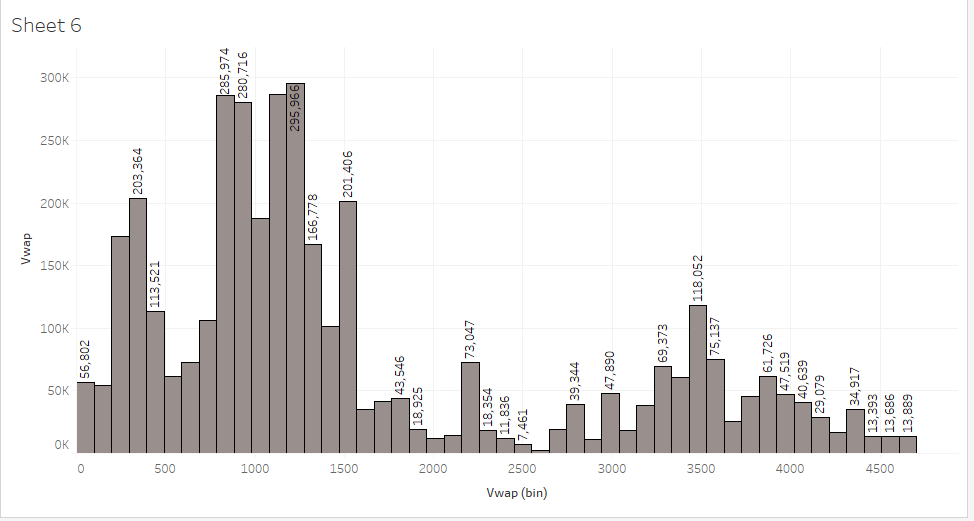 Sheet 6
300K
250K
200K
150K
100K
50K
0K
Vwap
56,802
203,364
113,521
285,974
280,716
295,966
166,778
201,406
43,546
18,925
73,047
18,354
11,836
7,461
39,344
47,890
69,373
118,052
75,137
61,726
47,519
40,639
29,079
34,917
13,393
13,686
13,889
0 500 1000 1500 2000 2500 3000 3500 4000 4500
Vwap (bin)